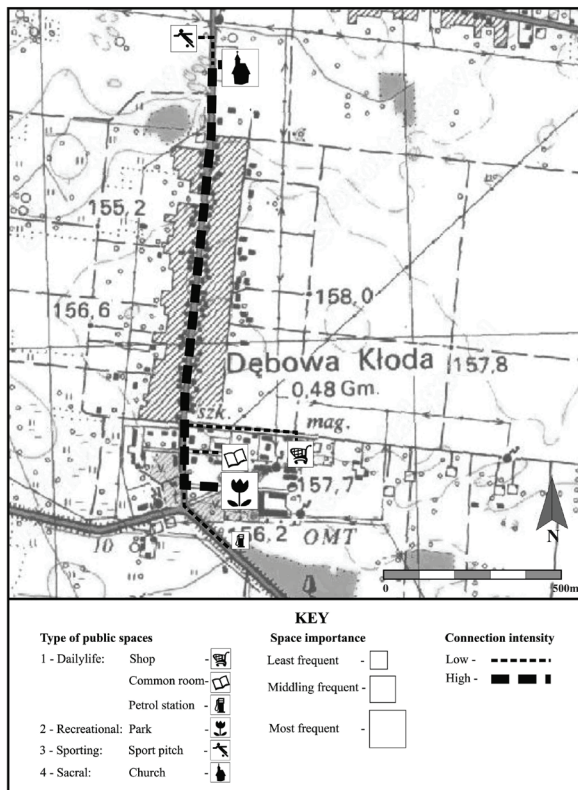 155,2
158,0
156,6
Dębowa Kłoda
157,8
0,48 Gm.
szk.
mag.
157,7
156,2
OMT
10
N
0
500m
KEY
Type of public spaces
Space importance
Connection intensity
1 - Dailylife: Shop -
Common room -
Petrol station -
2 - Recreational: Park -
3 - Sporting: Sport pitch -
4 - Sacral: Church -
Least frequent -
Middling frequent -
Most frequent -
Low -
High -